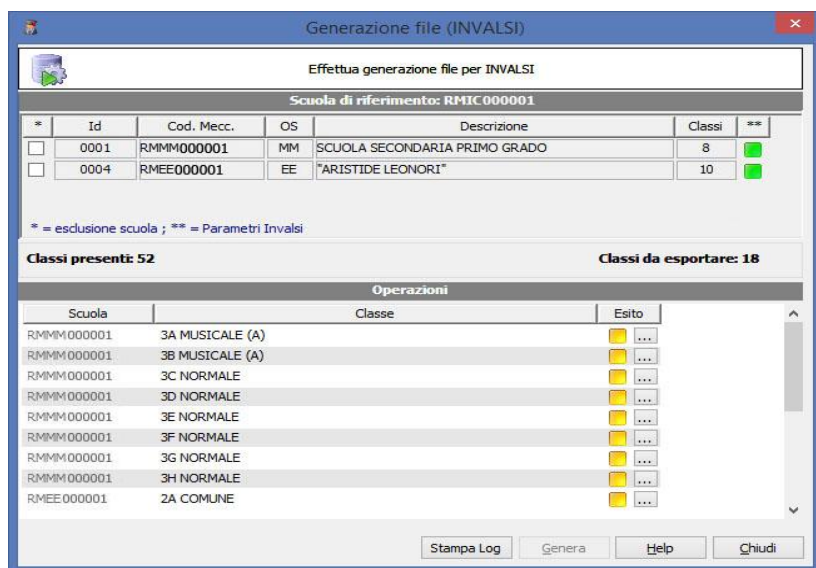 Generazione file (INVALSI)
Effettua generazione file per INVALSI
Scuola di riferimento: RMIC000001
* Id Cod. Mecc. OS Descrizione Classi **
0001 RMMM000001 MM SCUOLA SECONDARIA PRIMO GRADO 8
0004 RMEE000001 EE "ARISTIDE LEONORI" 10
* = esclusione scuola ; ** = Parametri Invalsi
Classi presenti: 52 Classi da esportare: 18
Operazioni
Scuola Classe Esito
RMMM000001 3A MUSICALE (A) ...
RMMM000001 3B MUSICALE (A) ...
RMMM000001 3C NORMALE ...
RMMM000001 3D NORMALE ...
RMMM000001 3E NORMALE ...
RMMM000001 3F NORMALE ...
RMMM000001 3G NORMALE ...
RMMM000001 3H NORMALE ...
RMEE000001 2A COMUNE ...
Stampa Log Genera Help Chiudi